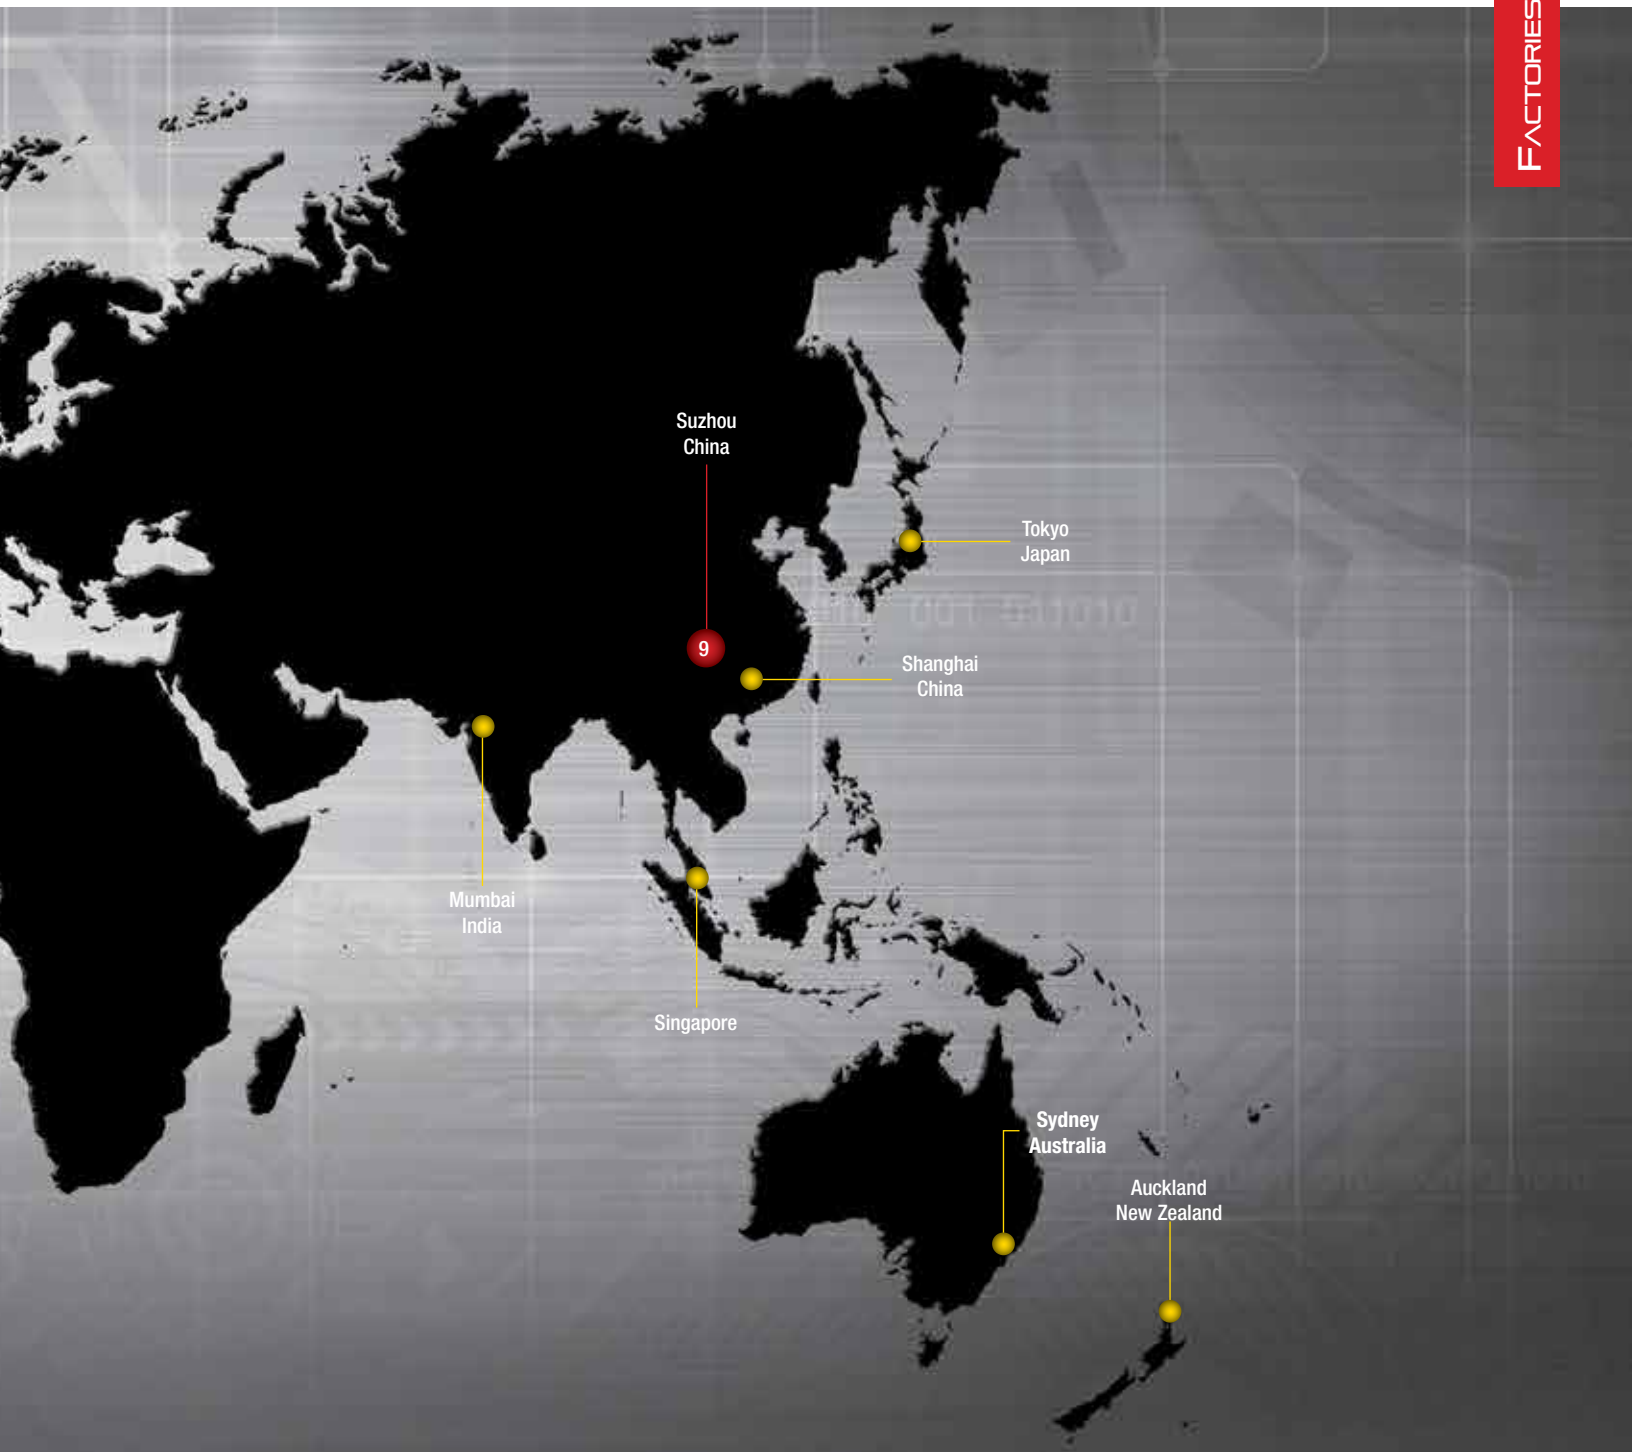 FACTORIES
Suzhou
China
Tokyo
Japan
9
Shanghai
China
Mumbai
India
Singapore
Sydney
Australia
Auckland
New Zealand